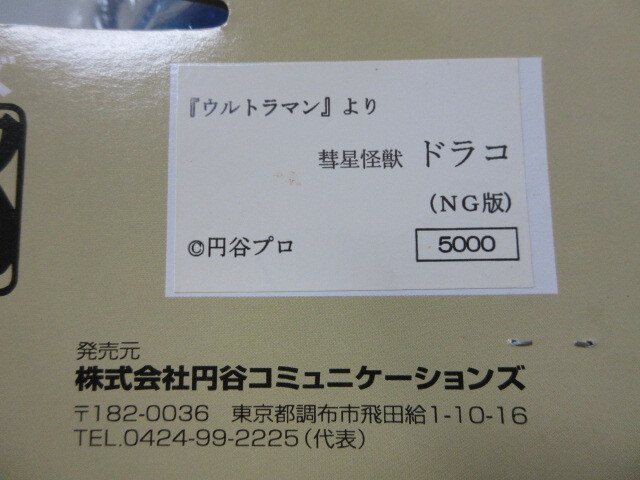 『ウルトラマン』より
彗星怪獣 ドラコ
(NG版)
©円谷プロ
5000
発売元
株式会社円谷コミュニケーションズ
〒182-0036 東京都調布市飛田給1-10-16
TEL.0424-99-2225(代表)